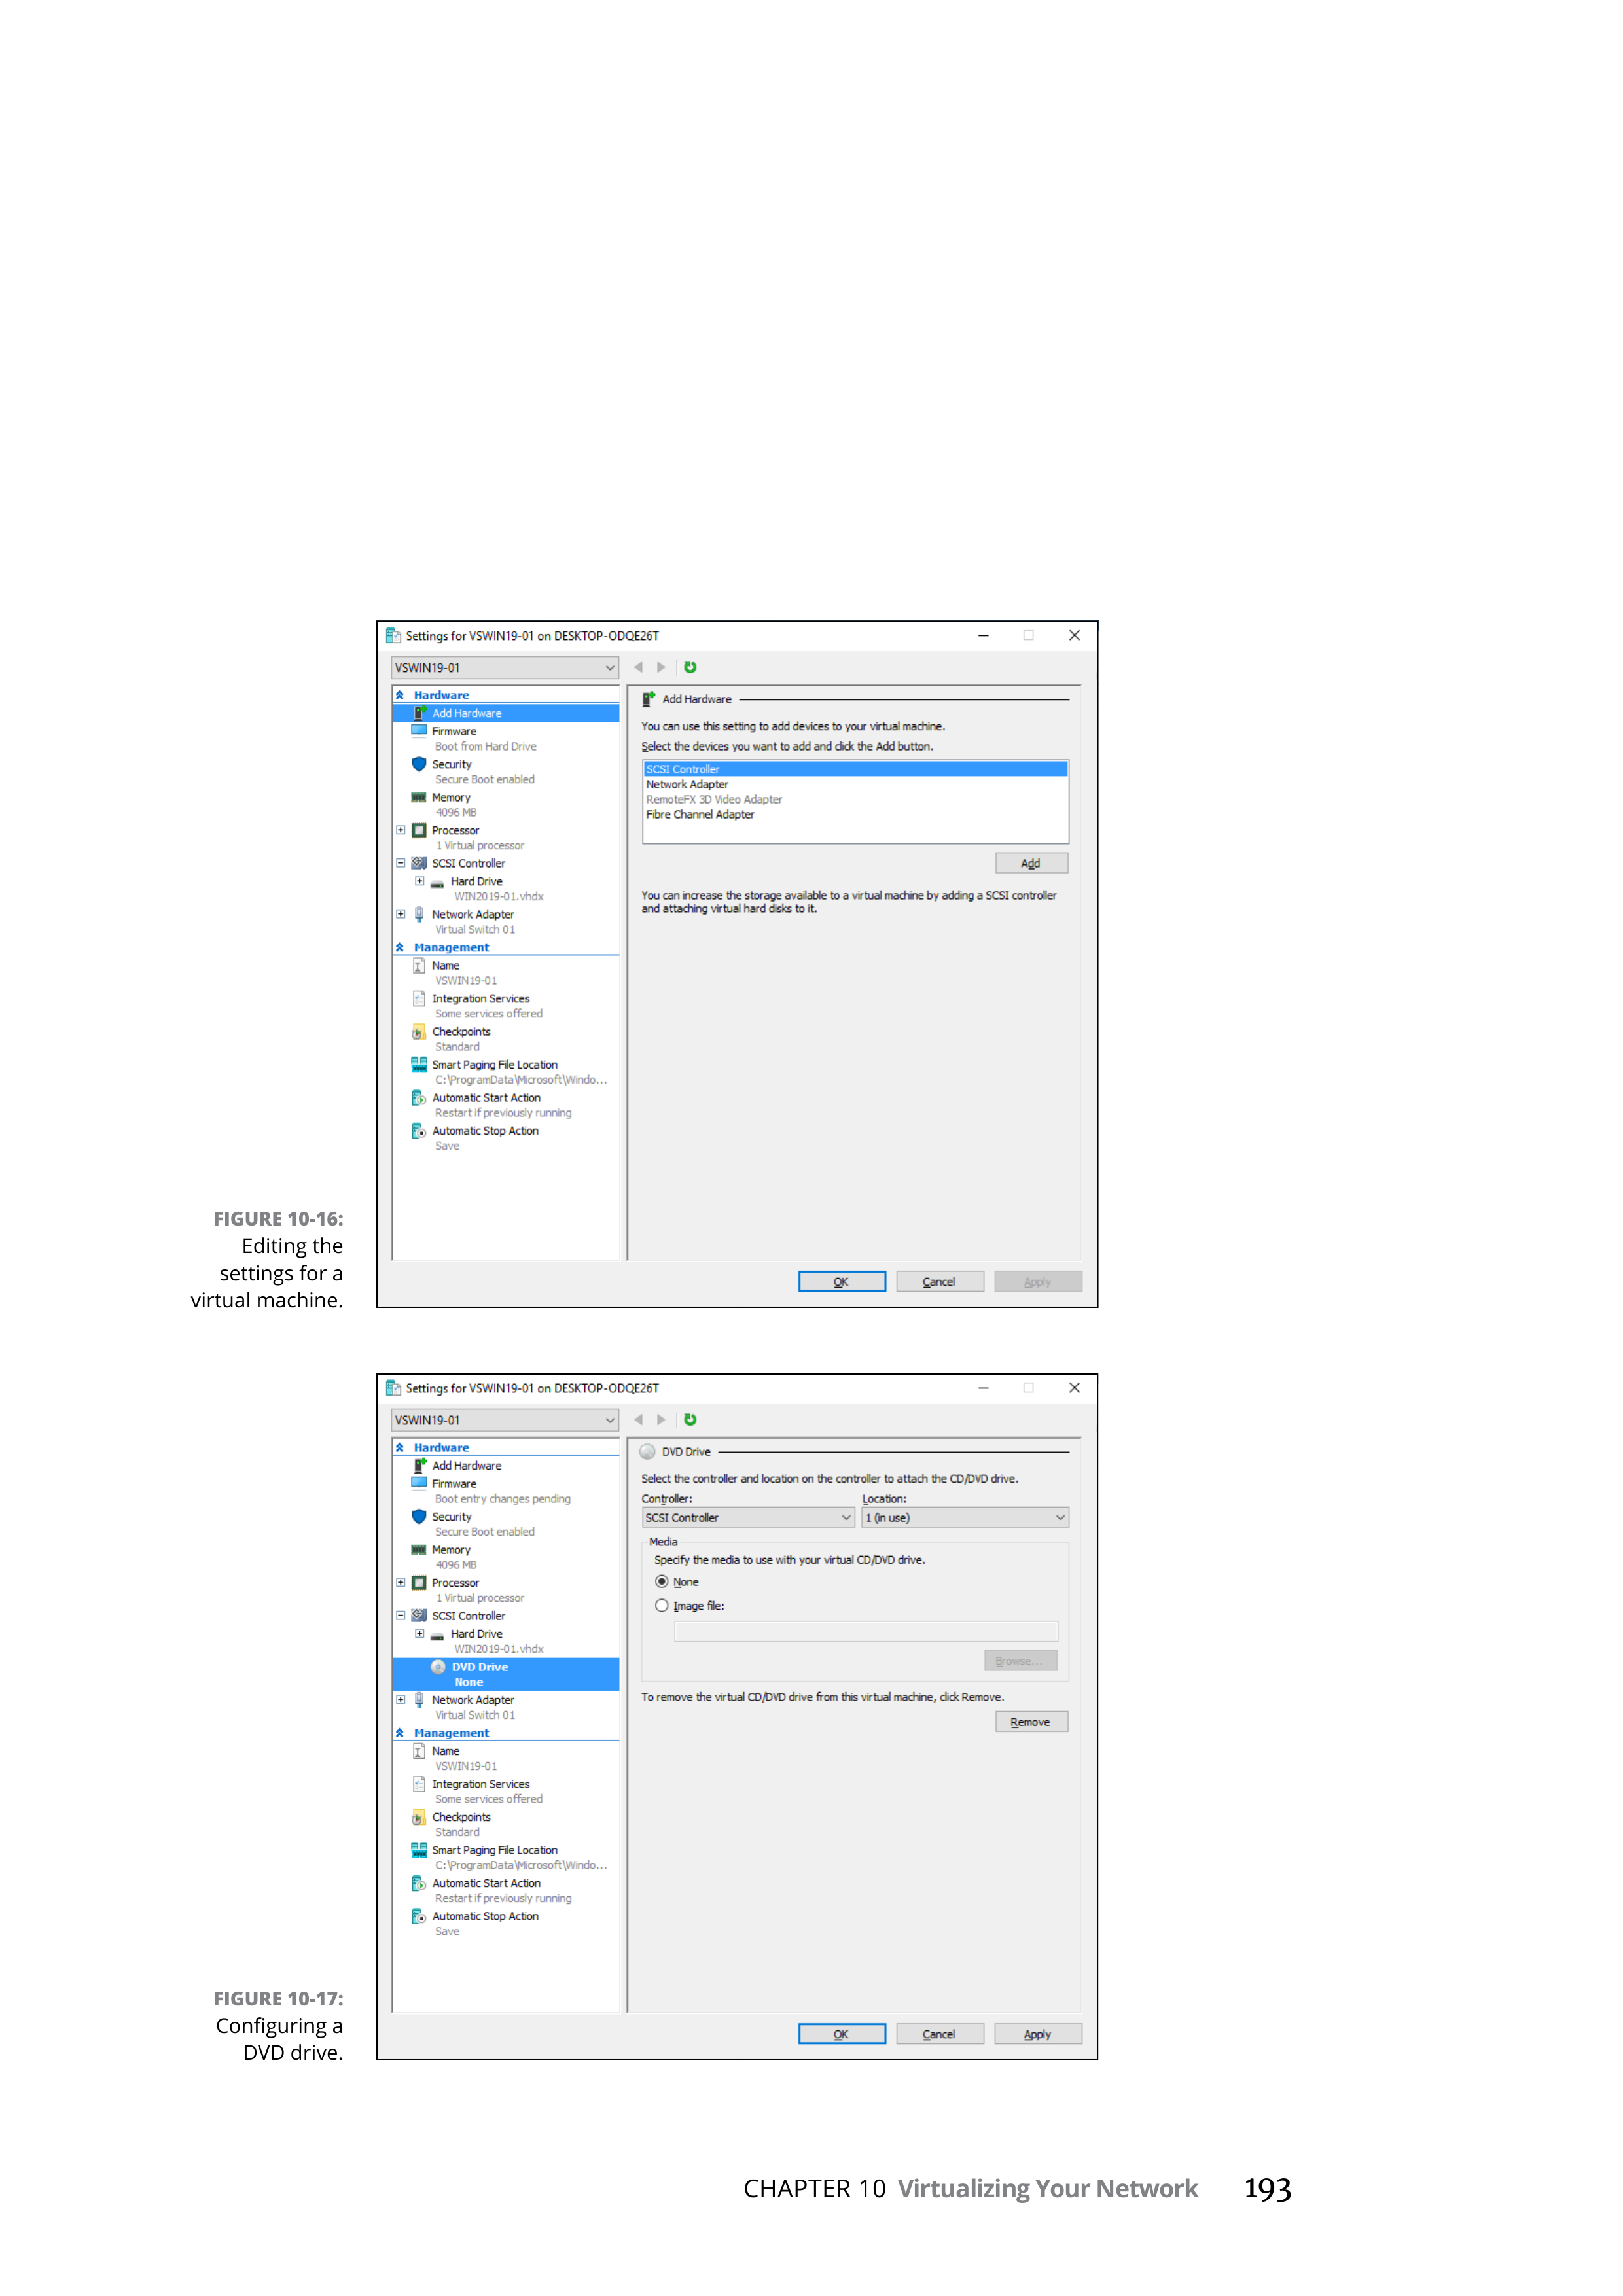 Settings for VSWIN19-01 on DESKTOP-ODQE26T
VSWIN19-01
Hardware
Add Hardware
Firmware
Boot from Hard Drive
Security
Secure Boot enabled
Memory
4096 MB
Processor
1 Virtual processor
SCSI Controller
Hard Drive
WIN2019-01.vhdx
Network Adapter
Virtual Switch 01
Management
Name
VSWIN19-01
Integration Services
Some services offered
Checkpoints
Standard
Smart Paging File Location
C:\ProgramData\Microsoft\Windo...
Automatic Start Action
Restart if previously running
Automatic Stop Action
Save
Add Hardware
You can use this setting to add devices to your virtual machine.
Select the devices you want to add and click the Add button.
SCSI Controller
Network Adapter
RemoteFX 3D Video Adapter
Fibre Channel Adapter
Add
You can increase the storage available to a virtual machine by adding a SCSI controller
and attaching virtual hard disks to it.
OK Cancel Apply
FIGURE 10-16:
Editing the
settings for a
virtual machine.
Settings for VSWIN19-01 on DESKTOP-ODQE26T
VSWIN19-01
Hardware
Add Hardware
Firmware
Boot entry changes pending
Security
Secure Boot enabled
Memory
4096 MB
Processor
1 Virtual processor
SCSI Controller
Hard Drive
WIN2019-01.vhdx
DVD Drive
None
Network Adapter
Virtual Switch 01
Management
Name
VSWIN19-01
Integration Services
Some services offered
Checkpoints
Standard
Smart Paging File Location
C:\ProgramData\Microsoft\Windo...
Automatic Start Action
Restart if previously running
Automatic Stop Action
Save
DVD Drive
Select the controller and location on the controller to attach the CD/DVD drive.
Controller: Location:
SCSI Controller 1 (in use)
Media
Specify the media to use with your virtual CD/DVD drive.
None
Image file:
Browse...
To remove the virtual CD/DVD drive from this virtual machine, click Remove.
Remove
OK Cancel Apply
FIGURE 10-17:
Configuring a
DVD drive.
CHAPTER 10 Virtualizing Your Network 193